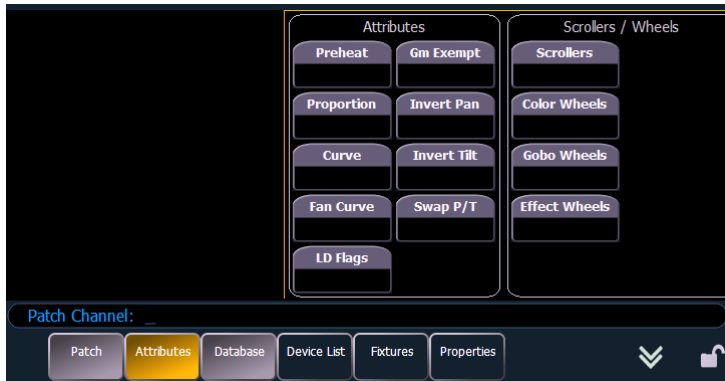 Attributes
Scrollers / Wheels
Preheat
Gm Exempt
Scrollers
Proportion
Invert Pan
Color Wheels
Curve
Invert Tilt
Gobo Wheels
Fan Curve
Swap P/T
Effect Wheels
LD Flags
Patch Channel: _
Patch
Attributes
Database
Device List
Fixtures
Properties